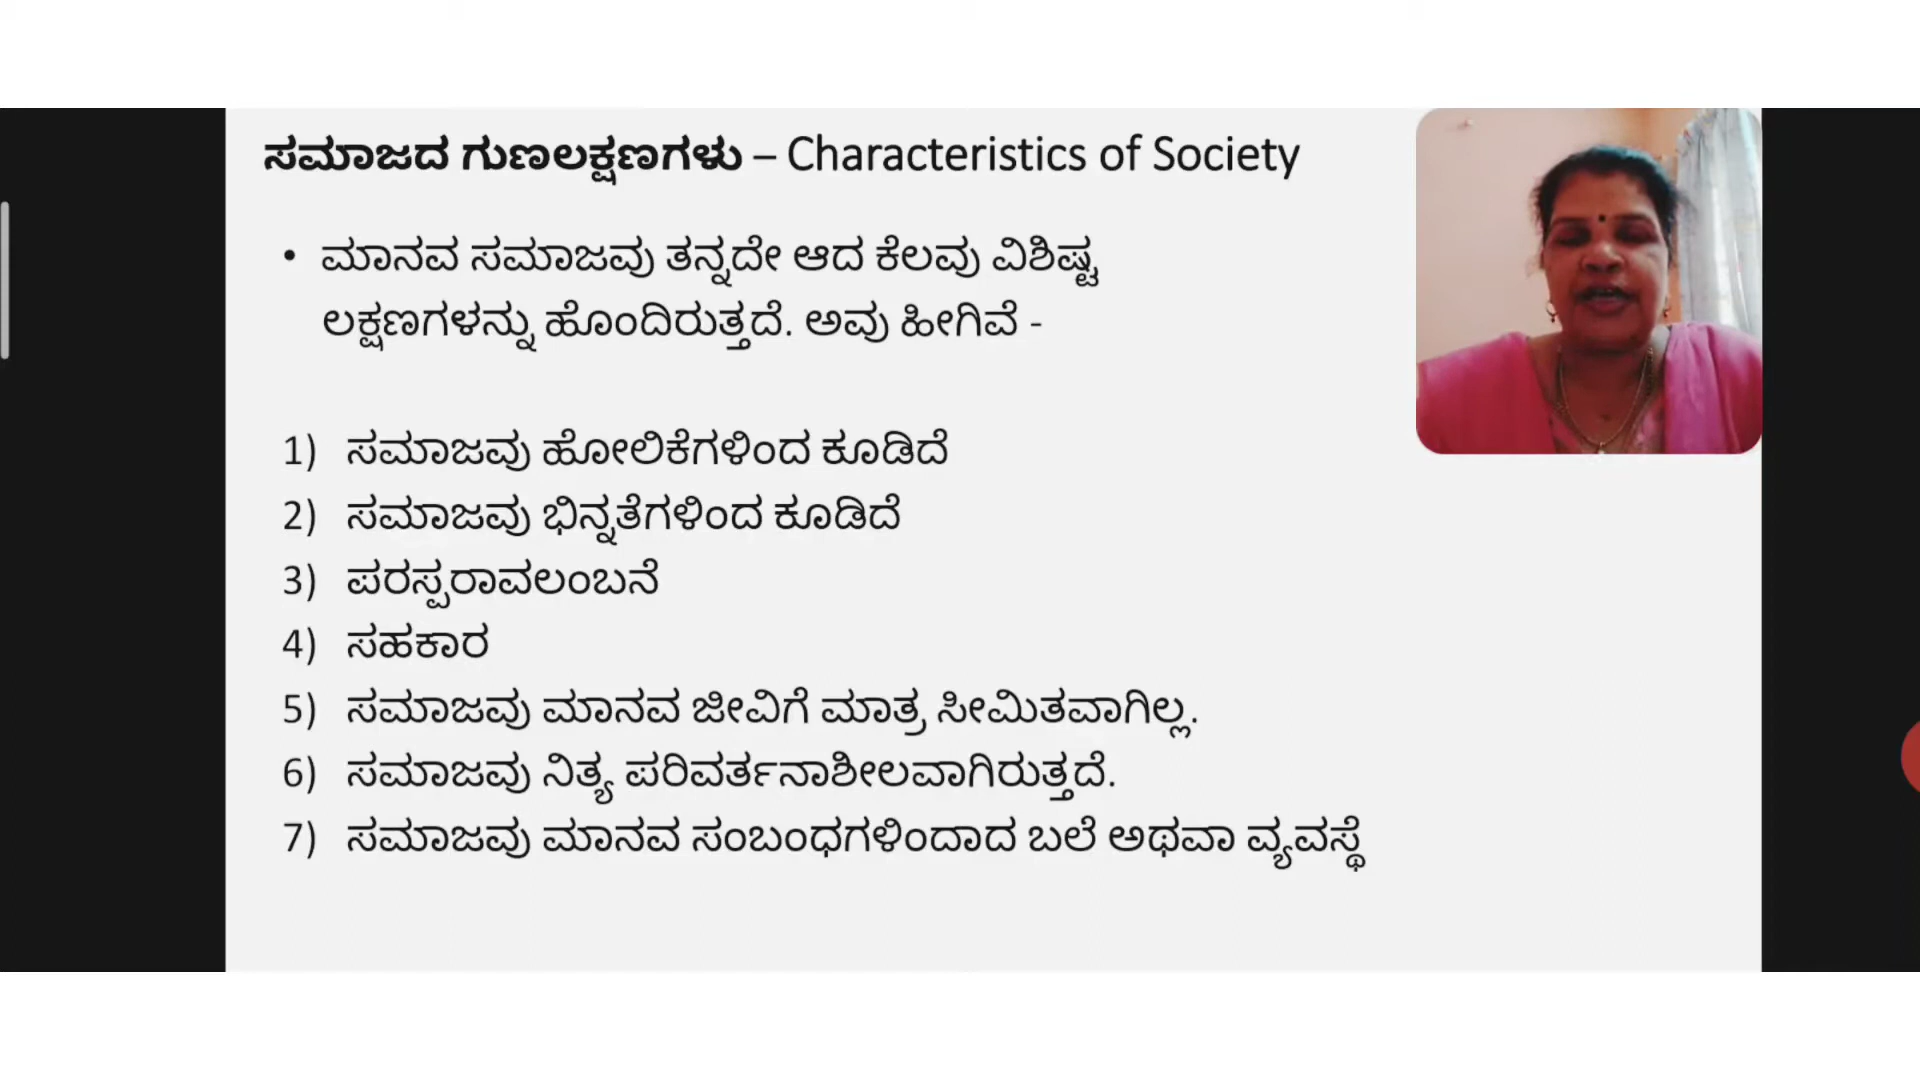 ಸಮಾಜದ ಗುಣಲಕ್ಷಣಗಳು – Characteristics of Society
• ಮಾನವ ಸಮಾಜವು ತನ್ನದೇ ಆದ ಕೆಲವು ವಿಶಿಷ್ಟ
ಲಕ್ಷಣಗಳನ್ನು ಹೊಂದಿರುತ್ತದೆ. ಅವು ಹೀಗಿವೆ -
1) ಸಮಾಜವು ಹೋಲಿಕೆಗಳಿಂದ ಕೂಡಿದೆ
2) ಸಮಾಜವು ಭಿನ್ನತೆಗಳಿಂದ ಕೂಡಿದೆ
3) ಪರಸ್ಪರಾವಲಂಬನೆ
4) ಸಹಕಾರ
5) ಸಮಾಜವು ಮಾನವ ಜೀವಿಗೆ ಮಾತ್ರ ಸೀಮಿತವಾಗಿಲ್ಲ.
6) ಸಮಾಜವು ನಿತ್ಯ ಪರಿವರ್ತನಾಶೀಲವಾಗಿರುತ್ತದೆ.
7) ಸಮಾಜವು ಮಾನವ ಸಂಬಂಧಗಳಿಂದಾದ ಬಲೆ ಅಥವಾ ವ್ಯವಸ್ಥೆ